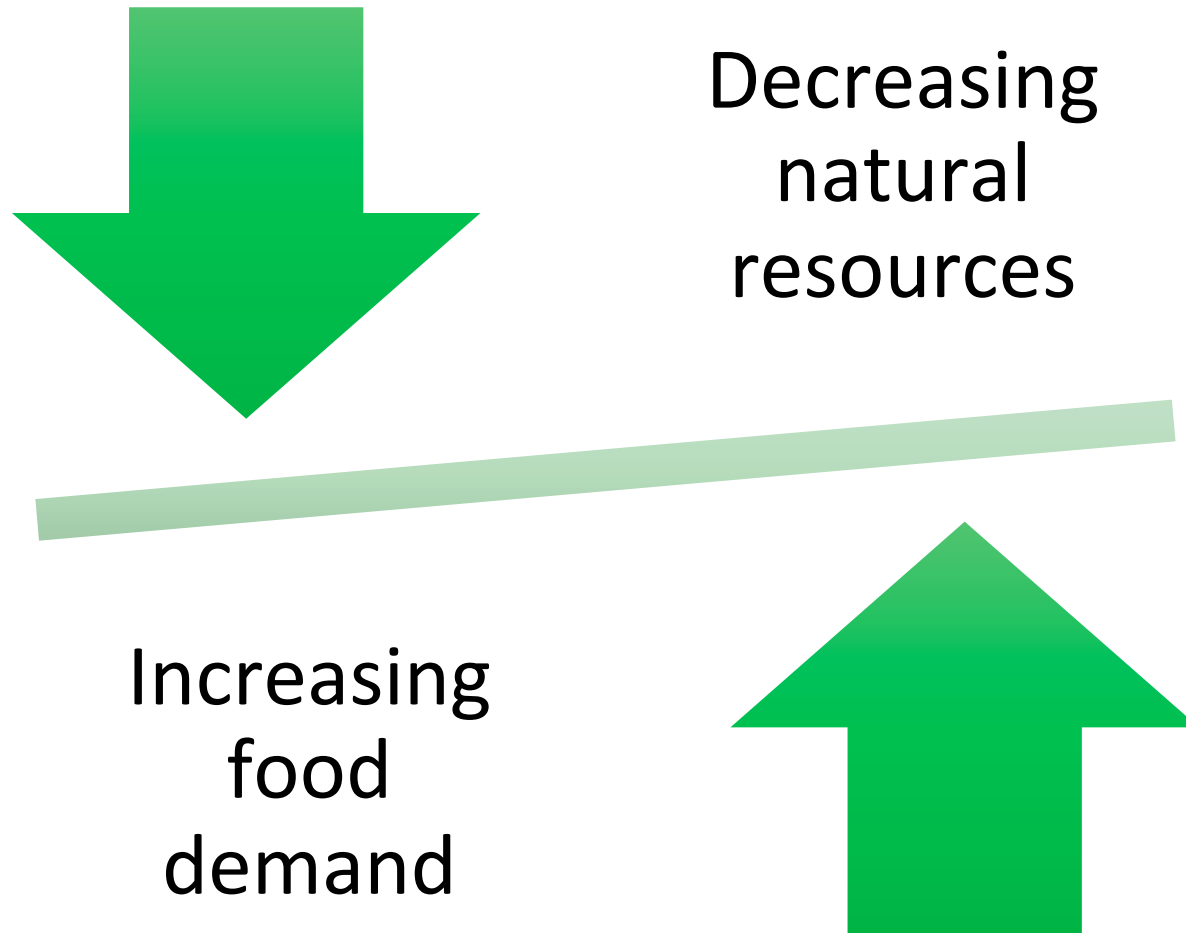 Decreasing
natural
resources
Increasing
food
demand